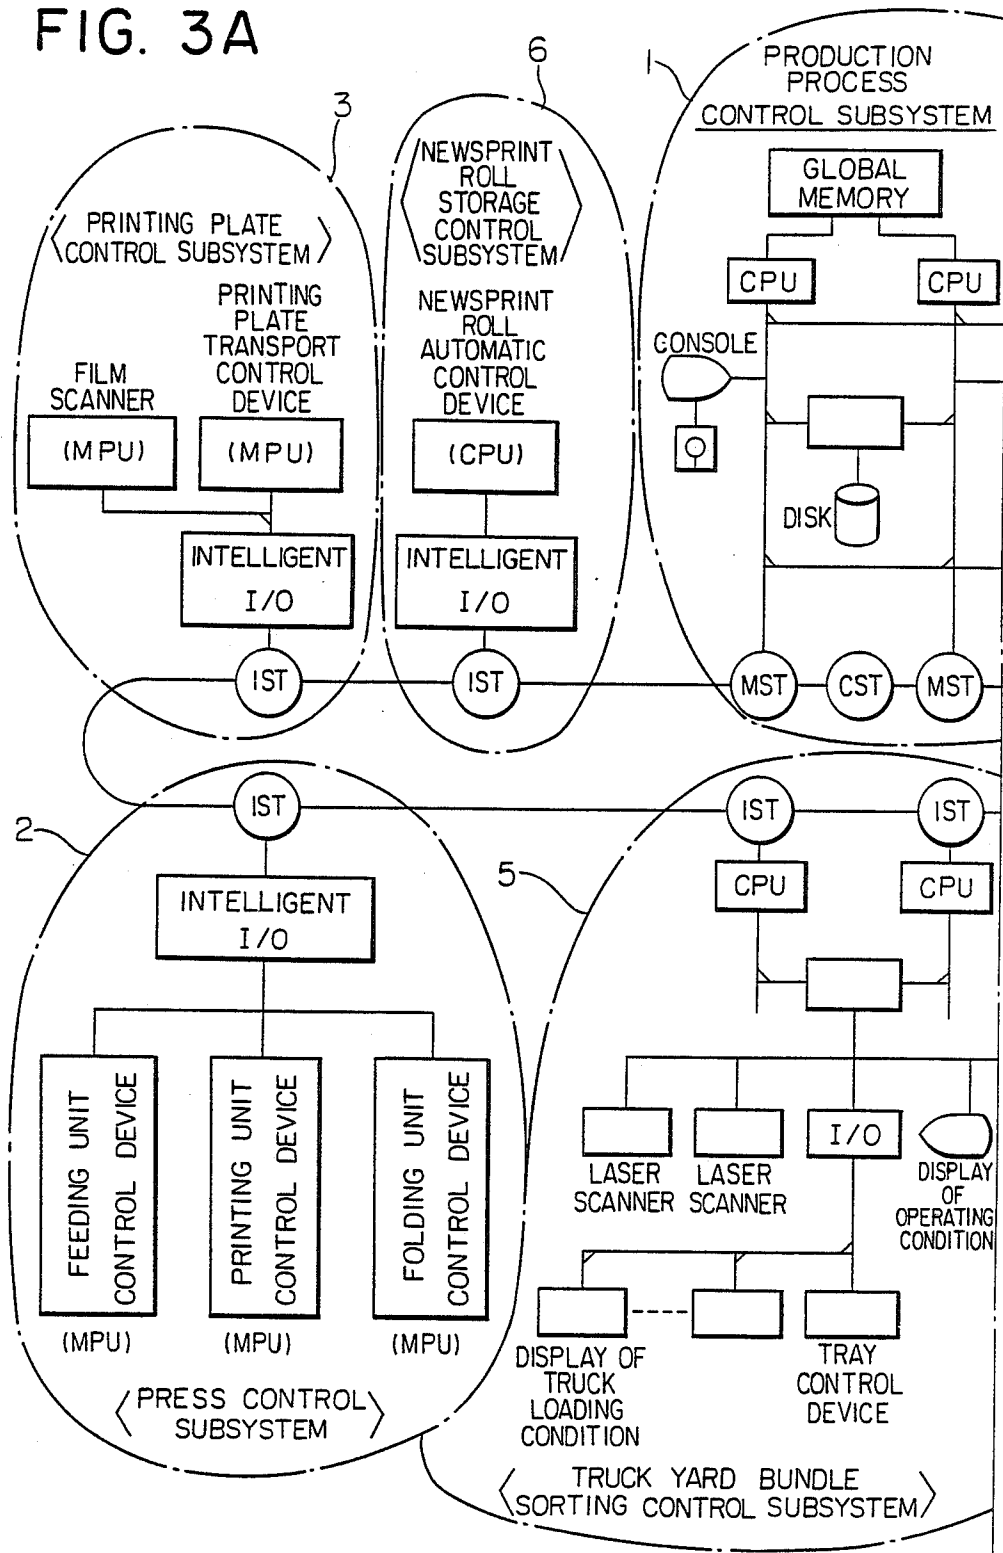 FIG. 3A
3
PRINTING PLATE
CONTROL SUBSYSTEM
FILM
SCANNER
(MPU)
PRINTING
PLATE
TRANSPORT
CONTROL
DEVICE
(MPU)
INTELLIGENT
I/O
IST
6
NEWSPRINT
ROLL
STORAGE
CONTROL
SUBSYSTEM
NEWSPRINT
ROLL
AUTOMATIC
CONTROL
DEVICE
(CPU)
INTELLIGENT
I/O
IST
1
PRODUCTION
PROCESS
CONTROL SUBSYSTEM
GLOBAL
MEMORY
CPU
CPU
CONSOLE
DISK
MST
CST
MST
2
IST
INTELLIGENT
I/O
FEEDING UNIT
CONTROL DEVICE
(MPU)
PRINTING UNIT
CONTROL DEVICE
(MPU)
FOLDING UNIT
CONTROL DEVICE
(MPU)
PRESS CONTROL
SUBSYSTEM
5
IST
IST
CPU
CPU
LASER
SCANNER
LASER
SCANNER
I/O
DISPLAY
OF
OPERATING
CONDITION
DISPLAY OF
TRUCK
LOADING
CONDITION
TRAY
CONTROL
DEVICE
TRUCK YARD BUNDLE
SORTING CONTROL SUBSYSTEM